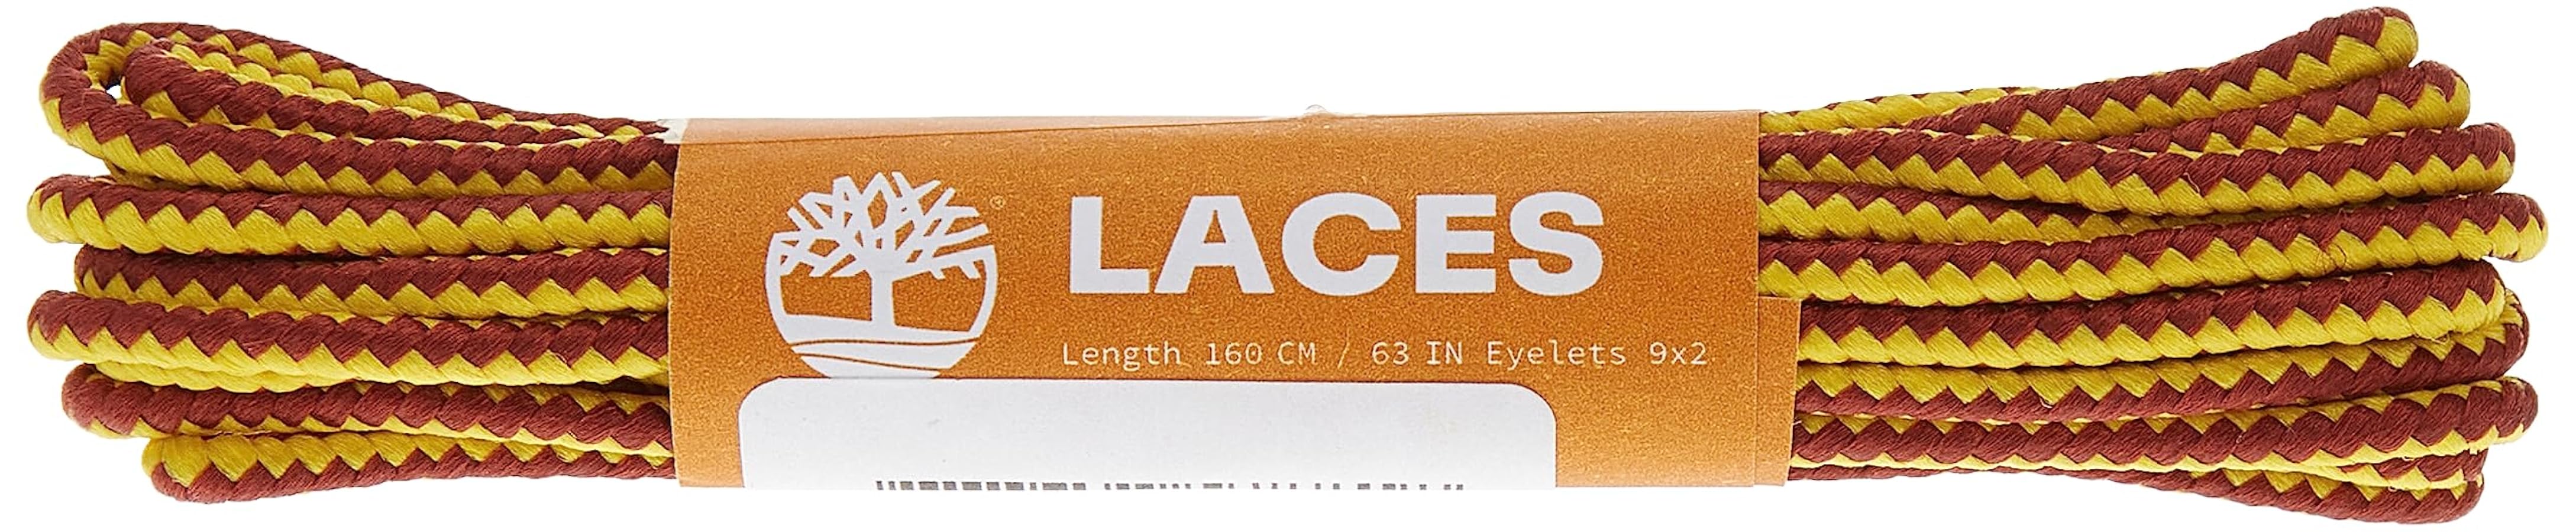 LACES
Length 160 CM / 63 IN Eyelets 9x2